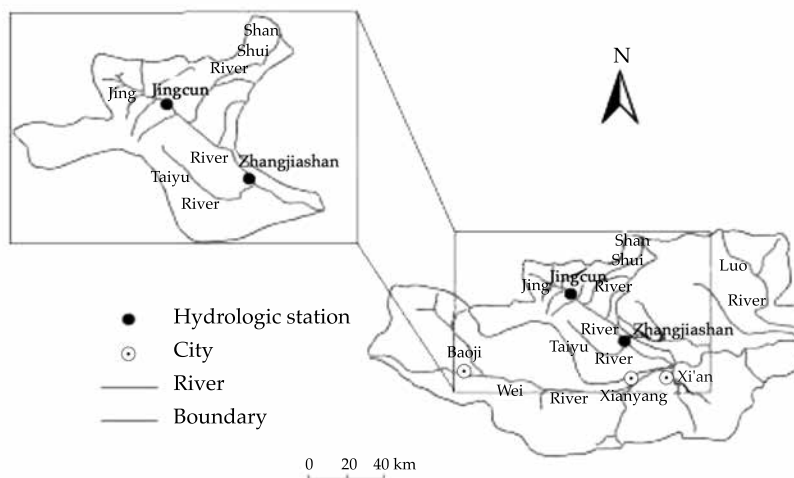 Shan
Shui
River
Jing
Jingcun
River
Zhangjiashan
Taiyu
River
N
Shan
Shui
Luo
Jingcun
Jing
River
River
River
Zhangjiashan
Taiyu
River
Baoji
Xi'an
Wei
River
Xianyang
Hydrologic station
City
River
Boundary
0 20 40 km